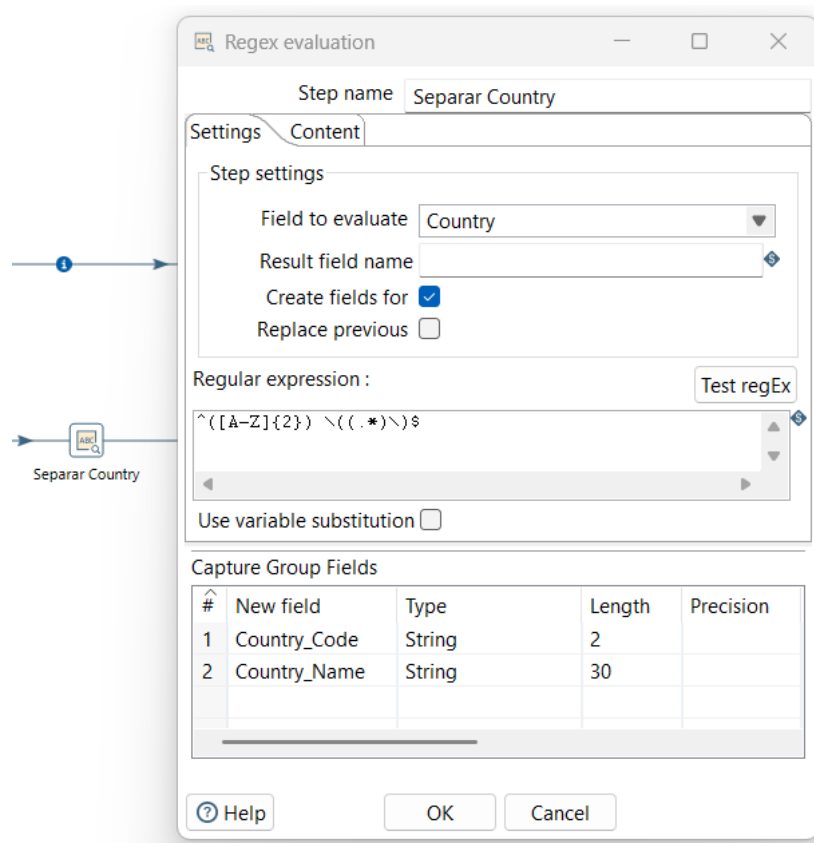 Regex evaluation
Step name Separar Country
Settings Content
Step settings
Field to evaluate Country
Result field name
Create fields for
Replace previous
Regular expression :
Test regEx
^([A-Z]{2}) \((.*)\)$
Separar Country
Use variable substitution
Capture Group Fields
# New field Type Length Precision
1 Country_Code String 2
2 Country_Name String 30
Help OK Cancel